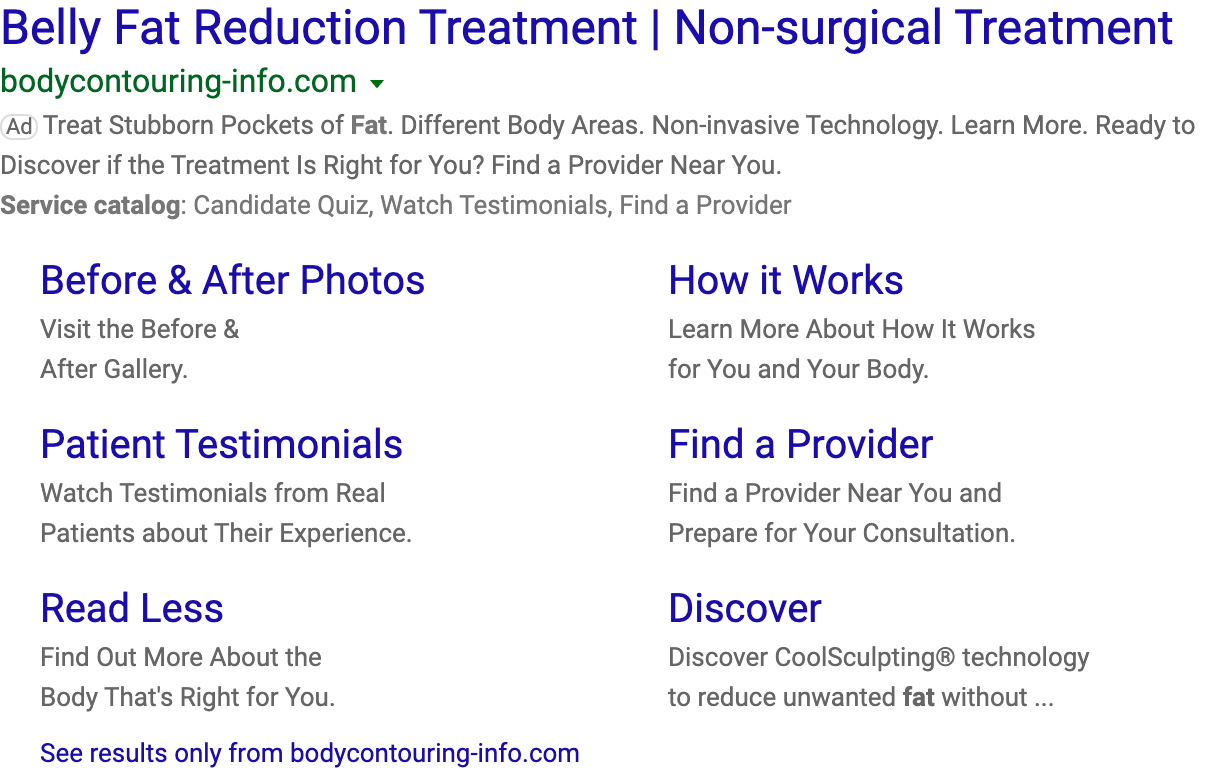 Belly Fat Reduction Treatment | Non-surgical Treatment
bodycontouring-info.com
Ad Treat Stubborn Pockets of Fat. Different Body Areas. Non-invasive Technology. Learn More. Ready to
Discover if the Treatment Is Right for You? Find a Provider Near You.
Service catalog: Candidate Quiz, Watch Testimonials, Find a Provider
Before & After Photos
Visit the Before &
After Gallery.
How it Works
Learn More About How It Works
for You and Your Body.
Patient Testimonials
Watch Testimonials from Real
Patients about Their Experience.
Find a Provider
Find a Provider Near You and
Prepare for Your Consultation.
Read Less
Find Out More About the
Body That's Right for You.
Discover
Discover CoolSculpting® technology
to reduce unwanted fat without ...
See results only from bodycontouring-info.com